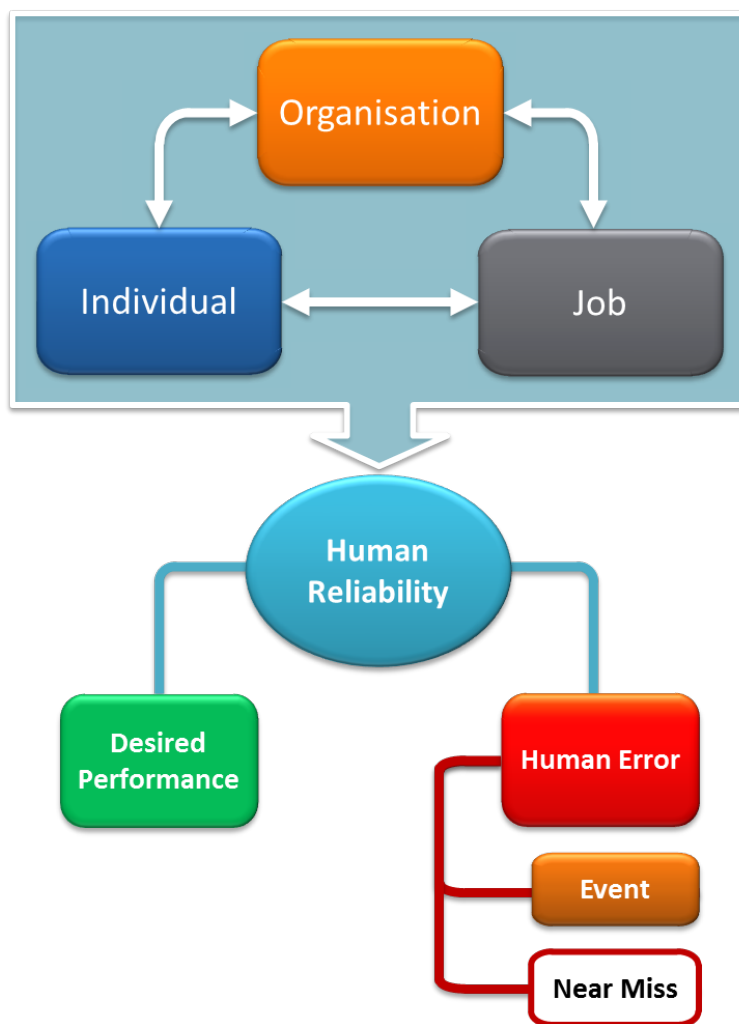 Organisation
Individual
Job
Human
Reliability
Desired
Performance
Human Error
Event
Near Miss